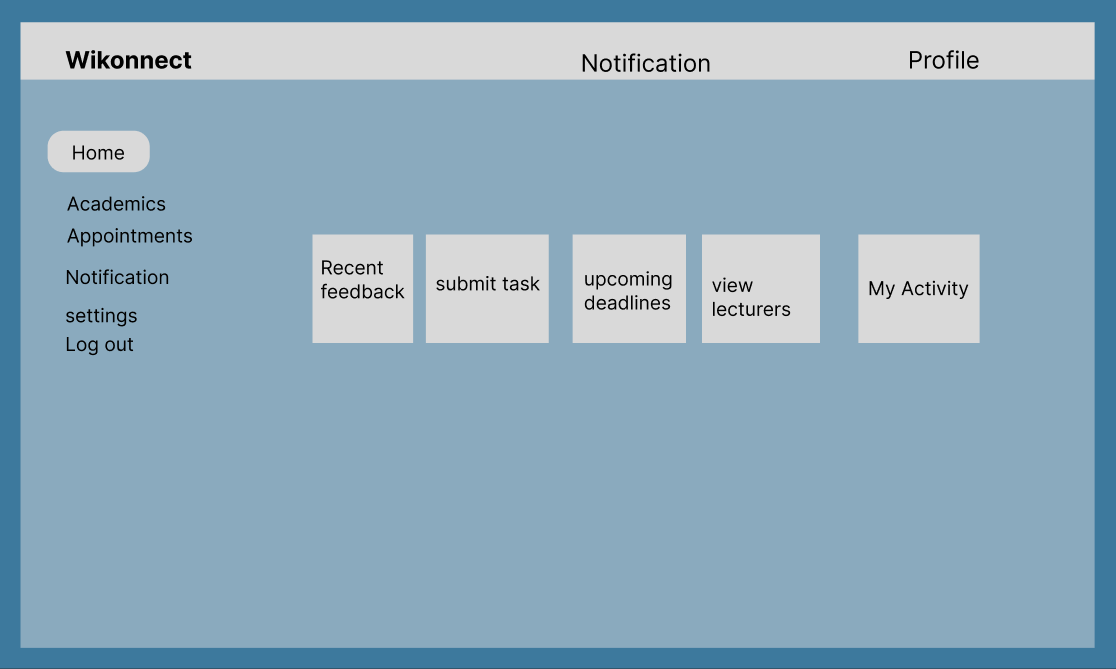 Wikonnect
Notification
Profile
Home
Academics
Appointments
Notification
settings
Log out
Recent
feedback
submit task
upcoming
deadlines
view
lecturers
My Activity